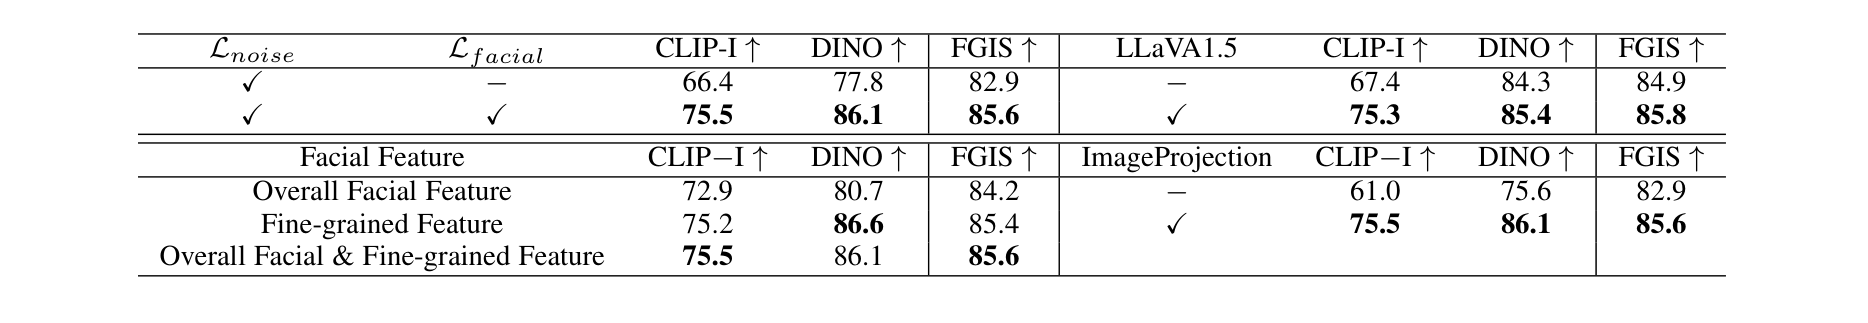 ℒnoise ℒfacial CLIP-I ↑ DINO ↑ FGIS ↑ LLaVA1.5 CLIP-I ↑ DINO ↑ FGIS ↑
✓ − 66.4 77.8 82.9 − 67.4 84.3 84.9
✓ ✓ 75.5 86.1 85.6 ✓ 75.3 85.4 85.8
Facial Feature CLIP−I ↑ DINO ↑ FGIS ↑ ImageProjection CLIP−I ↑ DINO ↑ FGIS ↑
Overall Facial Feature 72.9 80.7 84.2 − 61.0 75.6 82.9
Fine-grained Feature 75.2 86.6 85.4 ✓ 75.5 86.1 85.6
Overall Facial & Fine-grained Feature 75.5 86.1 85.6